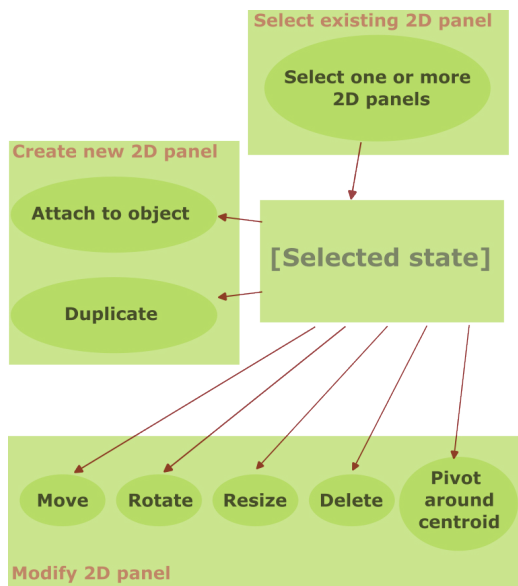 Select existing 2D panel
Select one or more
2D panels
Create new 2D panel
Attach to object
Duplicate
[Selected state]
Move
Rotate
Resize
Delete
Pivot
around
centroid
Modify 2D panel